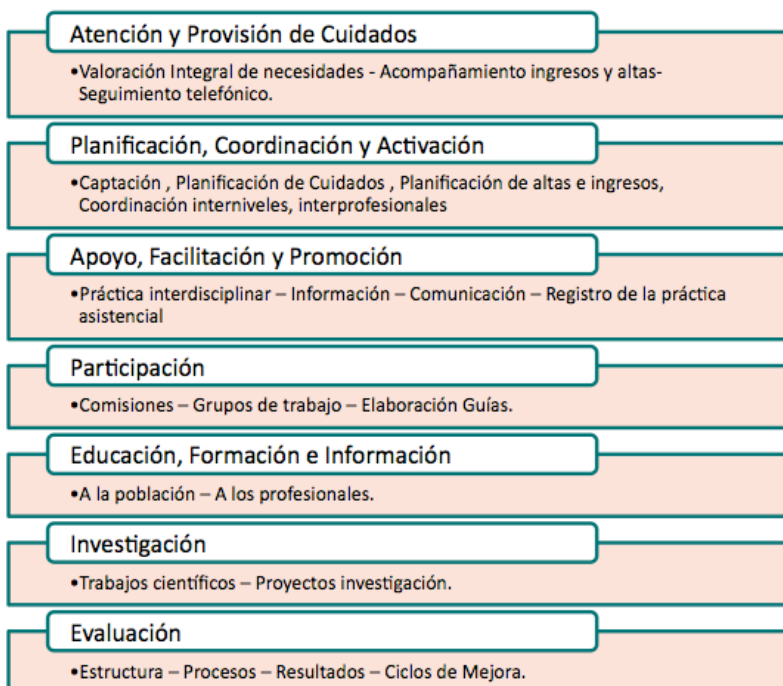 Atención y Provisión de Cuidados
•Valoración Integral de necesidades - Acompañamiento ingresos y altas-
Seguimiento telefónico.
Planificación, Coordinación y Activación
•Captación , Planificación de Cuidados , Planificación de altas e ingresos,
Coordinación interniveles, interprofesionales
Apoyo, Facilitación y Promoción
•Práctica interdisciplinar – Información – Comunicación – Registro de la práctica
asistencial
Participación
•Comisiones – Grupos de trabajo – Elaboración Guías.
Educación, Formación e Información
•A la población – A los profesionales.
Investigación
•Trabajos científicos – Proyectos investigación.
Evaluación
•Estructura – Procesos – Resultados – Ciclos de Mejora.